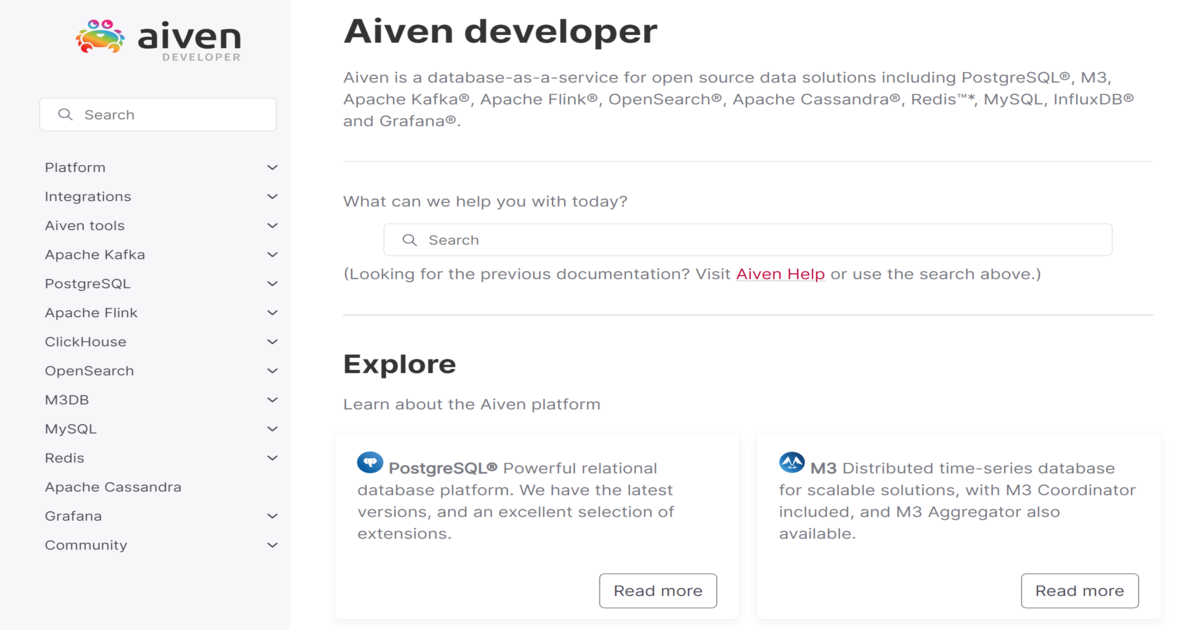 aiven
DEVELOPER
Search
Platform
Integrations
Aiven tools
Apache Kafka
PostgreSQL
Apache Flink
ClickHouse
OpenSearch
M3DB
MySQL
Redis
Apache Cassandra
Grafana
Community
Aiven developer
Aiven is a database-as-a-service for open source data solutions including PostgreSQL®, M3,
Apache Kafka®, Apache Flink®, OpenSearch®, Apache Cassandra®, Redis™*, MySQL, InfluxDB®
and Grafana®.
What can we help you with today?
Search
(Looking for the previous documentation? Visit Aiven Help or use the search above.)
Explore
Learn about the Aiven platform
PostgreSQL® Powerful relational
database platform. We have the latest
versions, and an excellent selection of
extensions.
Read more
M3 Distributed time-series database
for scalable solutions, with M3 Coordinator
included, and M3 Aggregator also
available.
Read more